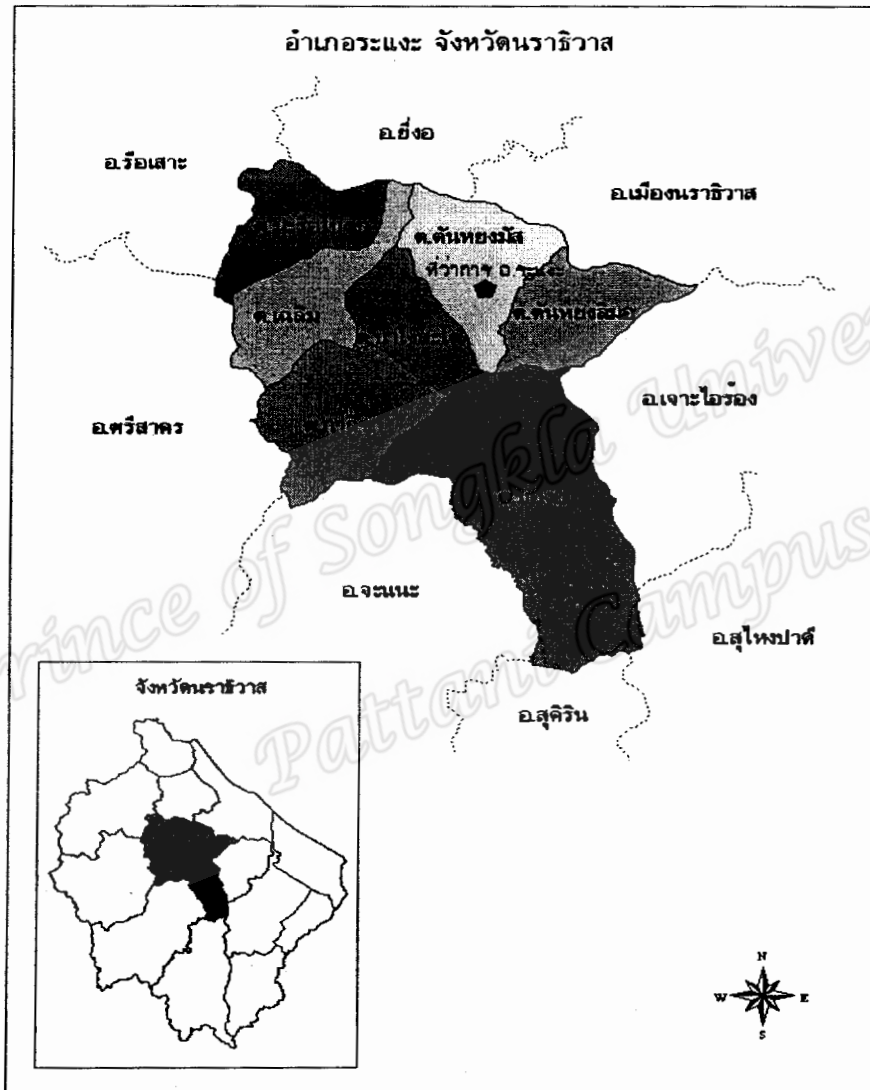 อำเภอระแงะ จังหวัดนราธิวาส
อ.ยี่งอ
อ.รือเสาะ
อ.เมืองนราธิวาส
ต.ตันหยงมัส
ที่ว่าการ อ.ระแงะ
ต.เฉลิม
ต.ตันหยงลิมอ
อ.เจาะไอร้อง
อ.ศรีสาคร
อ.จะแนะ
อ.สุไหงปาดี
อ.สุคิริน
จังหวัดนราธิวาส
N
W
E
S
Prince of Songkla University
Pattani Campus